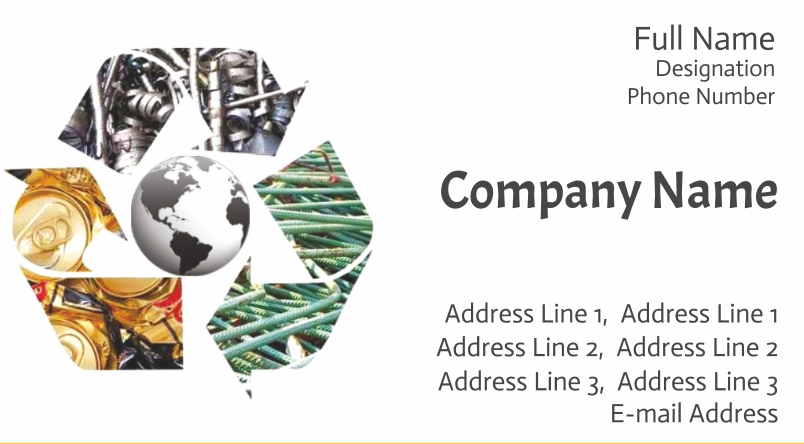 Full Name
Designation
Phone Number
Company Name
Address Line 1,  Address Line 1
Address Line 2,  Address Line 2
Address Line 3,  Address Line 3
E-mail Address